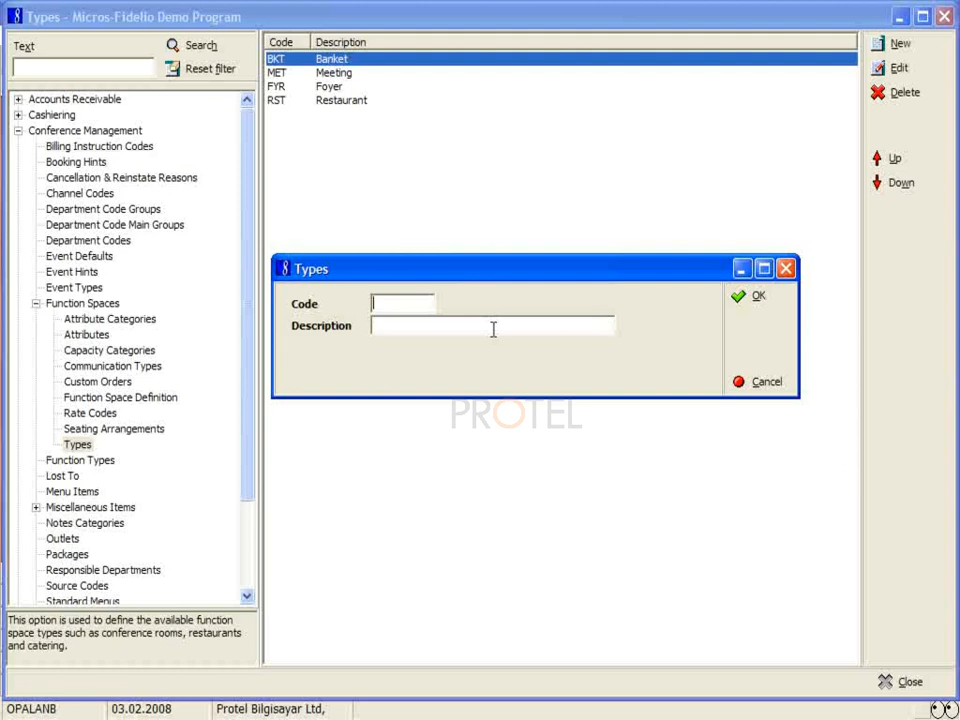 Types - Micros-Fidelio Demo Program
Text
Search
Reset filter
Accounts Receivable
Cashiering
Conference Management
Billing Instruction Codes
Booking Hints
Cancellation & Reinstate Reasons
Channel Codes
Department Code Groups
Department Code Main Groups
Department Codes
Event Defaults
Event Hints
Event Types
Function Spaces
Attribute Categories
Attributes
Capacity Categories
Communication Types
Custom Orders
Function Space Definition
Rate Codes
Seating Arrangements
Types
Function Types
Lost To
Menu Items
Miscellaneous Items
Notes Categories
Outlets
Packages
Responsible Departments
Source Codes
Standard Menus
This option is used to define the available function
space types such as conference rooms, restaurants
and catering.
Code Description
BKT Banket
MET Meeting
FYR Foyer
RST Restaurant
New
Edit
Delete
Up
Down
Types
Code
Description
OK
Cancel
PROTEL
Close
OPALANB 03.02.2008 Protel Bilgisayar Ltd,